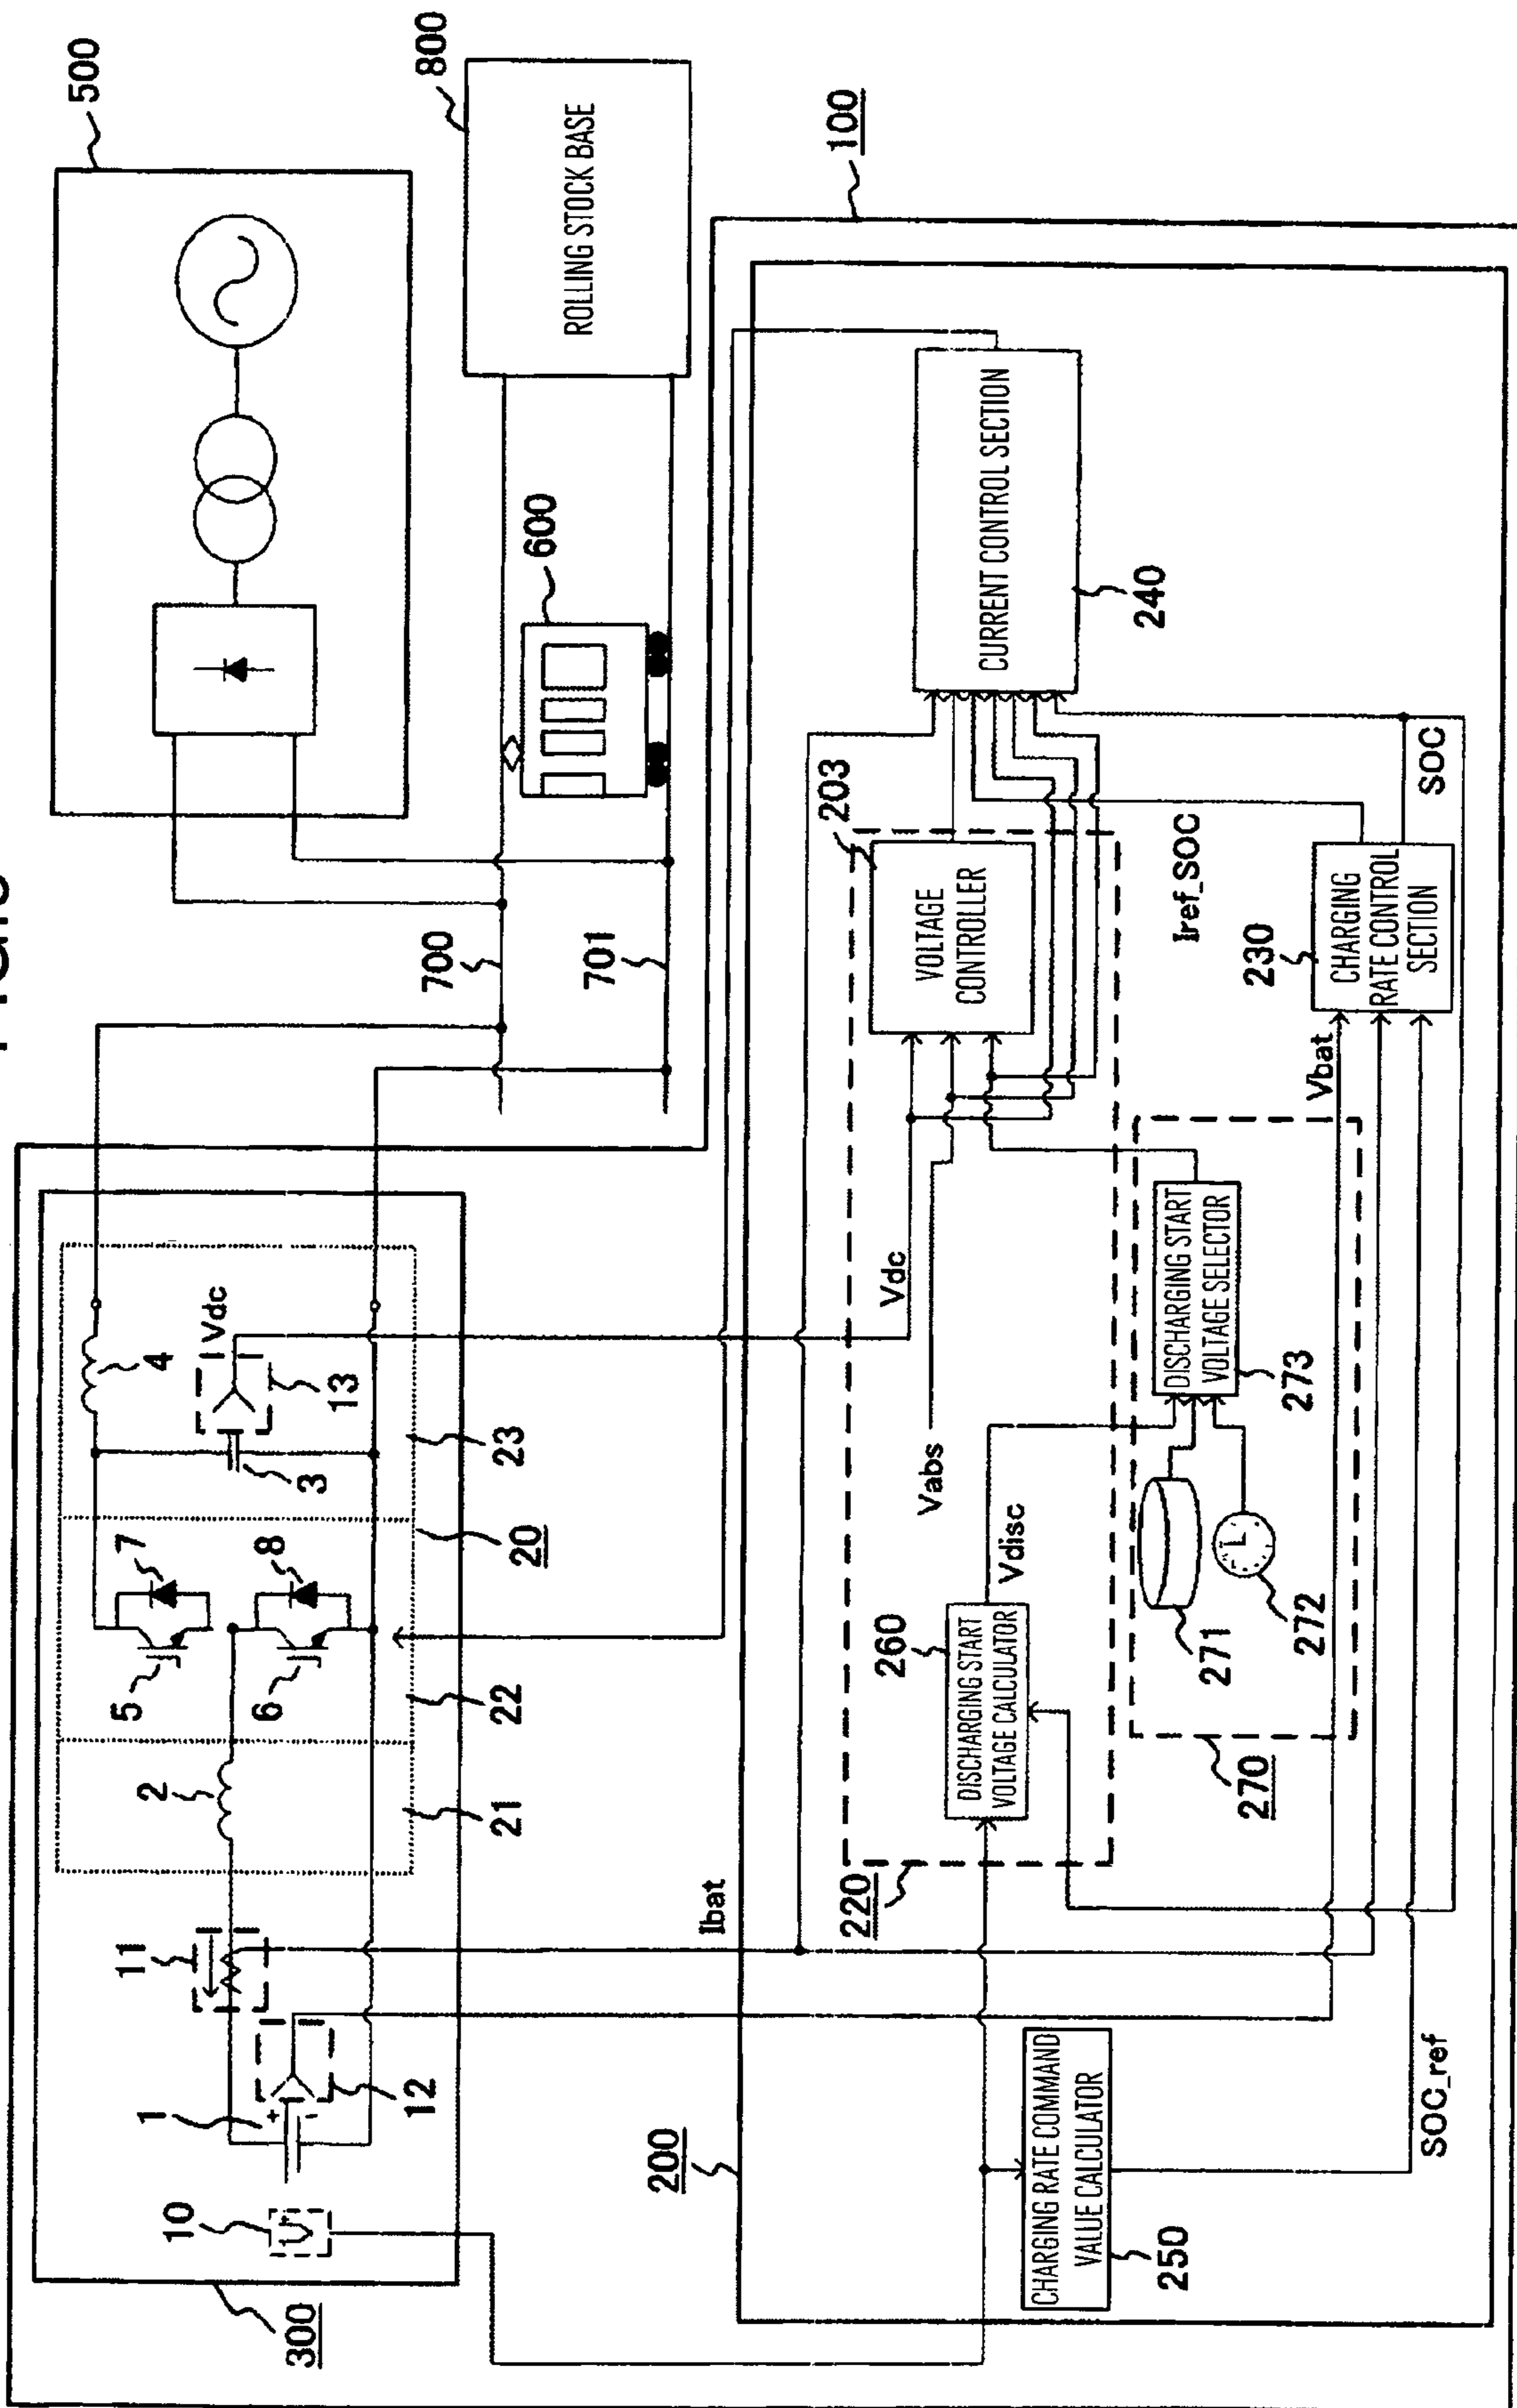 500
800
ROLLING STOCK BASE
600
700
701
100
300
10
1
+
-
12
11
2
21
5
6
7
8
22
20
3
4
13
23
Vdc
Ibat
200
220
203
VOLTAGE
CONTROLLER
CURRENT CONTROL SECTION
240
Vdc
Vabs
Vdisc
260
DISCHARGING START
VOLTAGE CALCULATOR
DISCHARGING START
VOLTAGE SELECTOR
273
271
272
270
Iref_SOC
SOC
230
CHARGING
RATE CONTROL
SECTION
Vbat
CHARGING RATE COMMAND
VALUE CALCULATOR
250
SOC_ref